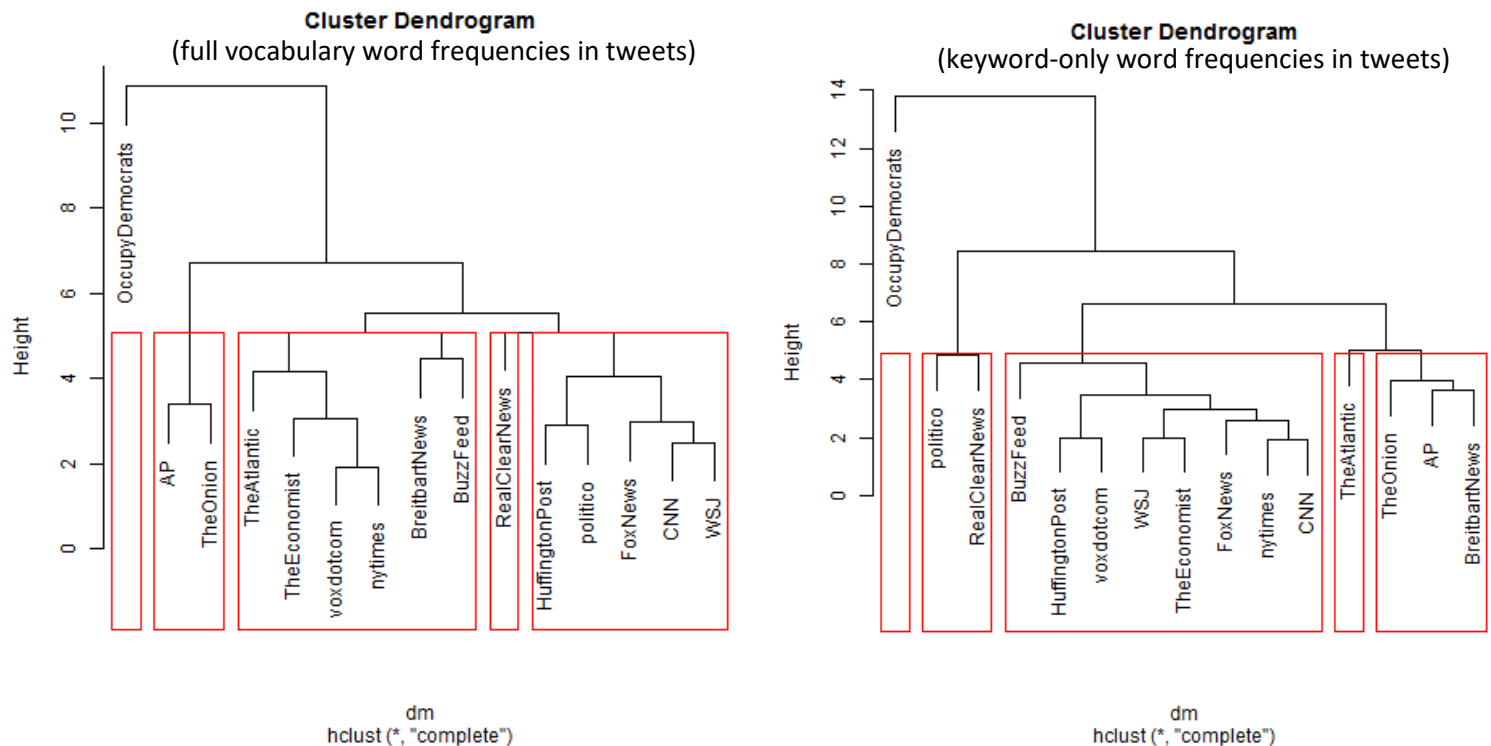 Cluster Dendrogram
(full vocabulary word frequencies in tweets)
Height
0
2
4
6
8
10
OccupyDemocrats
AP
TheOnion
TheAtlantic
TheEconomist
voxdotcom
nytimes
BreitbartNews
BuzzFeed
RealClearNews
HuffingtonPost
politico
FoxNews
CNN
WSJ
dm
hclust (*, "complete")
Cluster Dendrogram
(keyword-only word frequencies in tweets)
Height
0
2
4
6
8
10
12
14
OccupyDemocrats
politico
RealClearNews
BuzzFeed
HuffingtonPost
voxdotcom
WSJ
TheEconomist
FoxNews
nytimes
CNN
TheAtlantic
TheOnion
AP
BreitbartNews
dm
hclust (*, "complete")